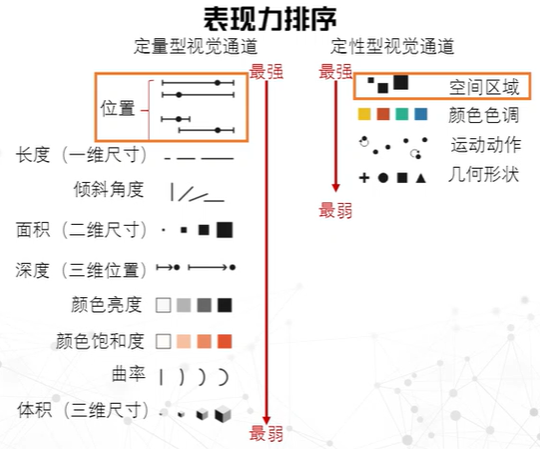 表现力排序
定量型视觉通道
最强
位置
长度（一维尺寸）
倾斜角度
面积（二维尺寸）
深度（三维位置）
颜色亮度
颜色饱和度
曲率
体积（三维尺寸）
最弱
定性型视觉通道
最强
空间区域
颜色色调
运动动作
几何形状
最弱